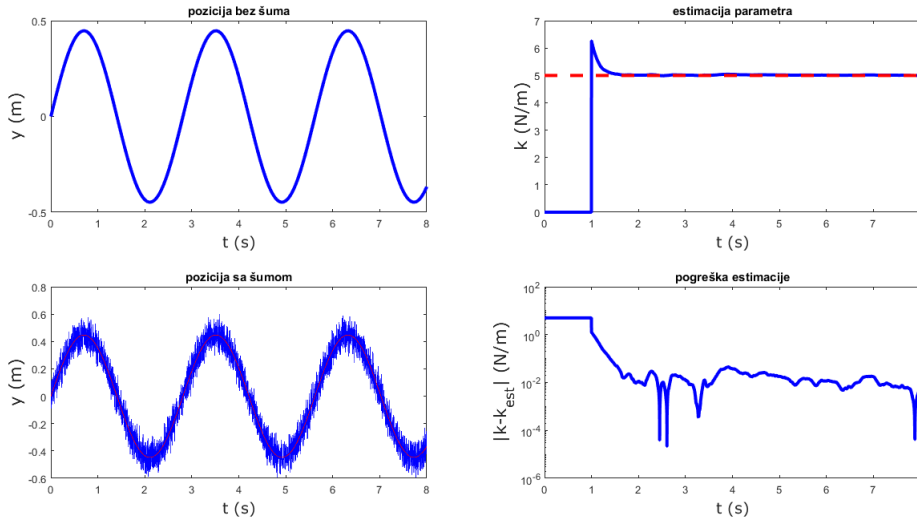 pozicija bez šuma
0.5
0
-0.5
y (m)
0 1 2 3 4 5 6 7 8
t (s)
estimacija parametra
7
6
5
4
3
2
1
0
k (N/m)
0 1 2 3 4 5 6 7
t (s)
pozicija sa šumom
0.8
0.6
0.4
0.2
0
-0.2
-0.4
-0.6
y (m)
0 1 2 3 4 5 6 7 8
t (s)
pogreška estimacije
10^2
10^0
10^-2
10^-4
10^-6
|k-k_est| (N/m)
0 1 2 3 4 5 6 7
t (s)